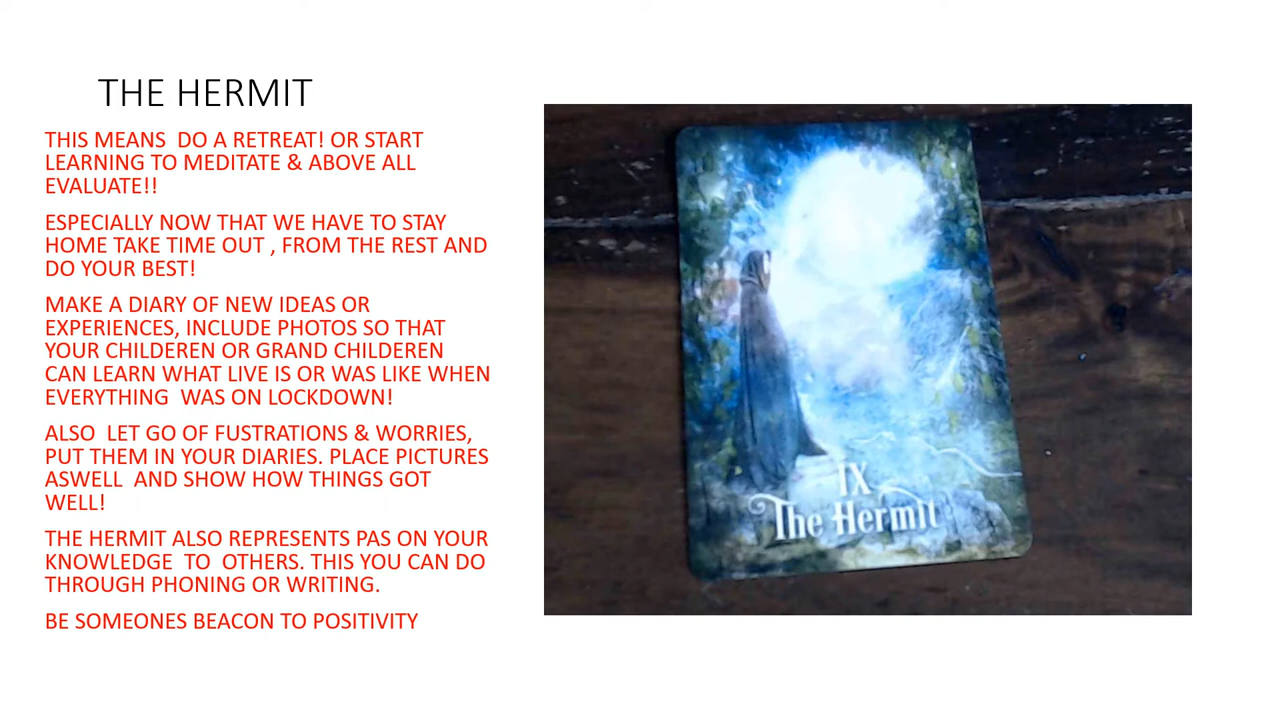 THE HERMIT
THIS MEANS  DO A RETREAT! OR START
LEARNING TO MEDITATE & ABOVE ALL
EVALUATE!!
ESPECIALLY NOW THAT WE HAVE TO STAY
HOME TAKE TIME OUT , FROM THE REST AND
DO YOUR BEST!
MAKE A DIARY OF NEW IDEAS OR
EXPERIENCES, INCLUDE PHOTOS SO THAT
YOUR CHILDEREN OR GRAND CHILDEREN
CAN LEARN WHAT LIVE IS OR WAS LIKE WHEN
EVERYTHING  WAS ON LOCKDOWN!
ALSO  LET GO OF FUSTRATIONS & WORRIES,
PUT THEM IN YOUR DIARIES. PLACE PICTURES
ASWELL  AND SHOW HOW THINGS GOT
WELL!
THE HERMIT ALSO REPRESENTS PAS ON YOUR
KNOWLEDGE  TO  OTHERS. THIS YOU CAN DO
THROUGH PHONING OR WRITING.
BE SOMEONES BEACON TO POSITIVITY
IX
The Hermit